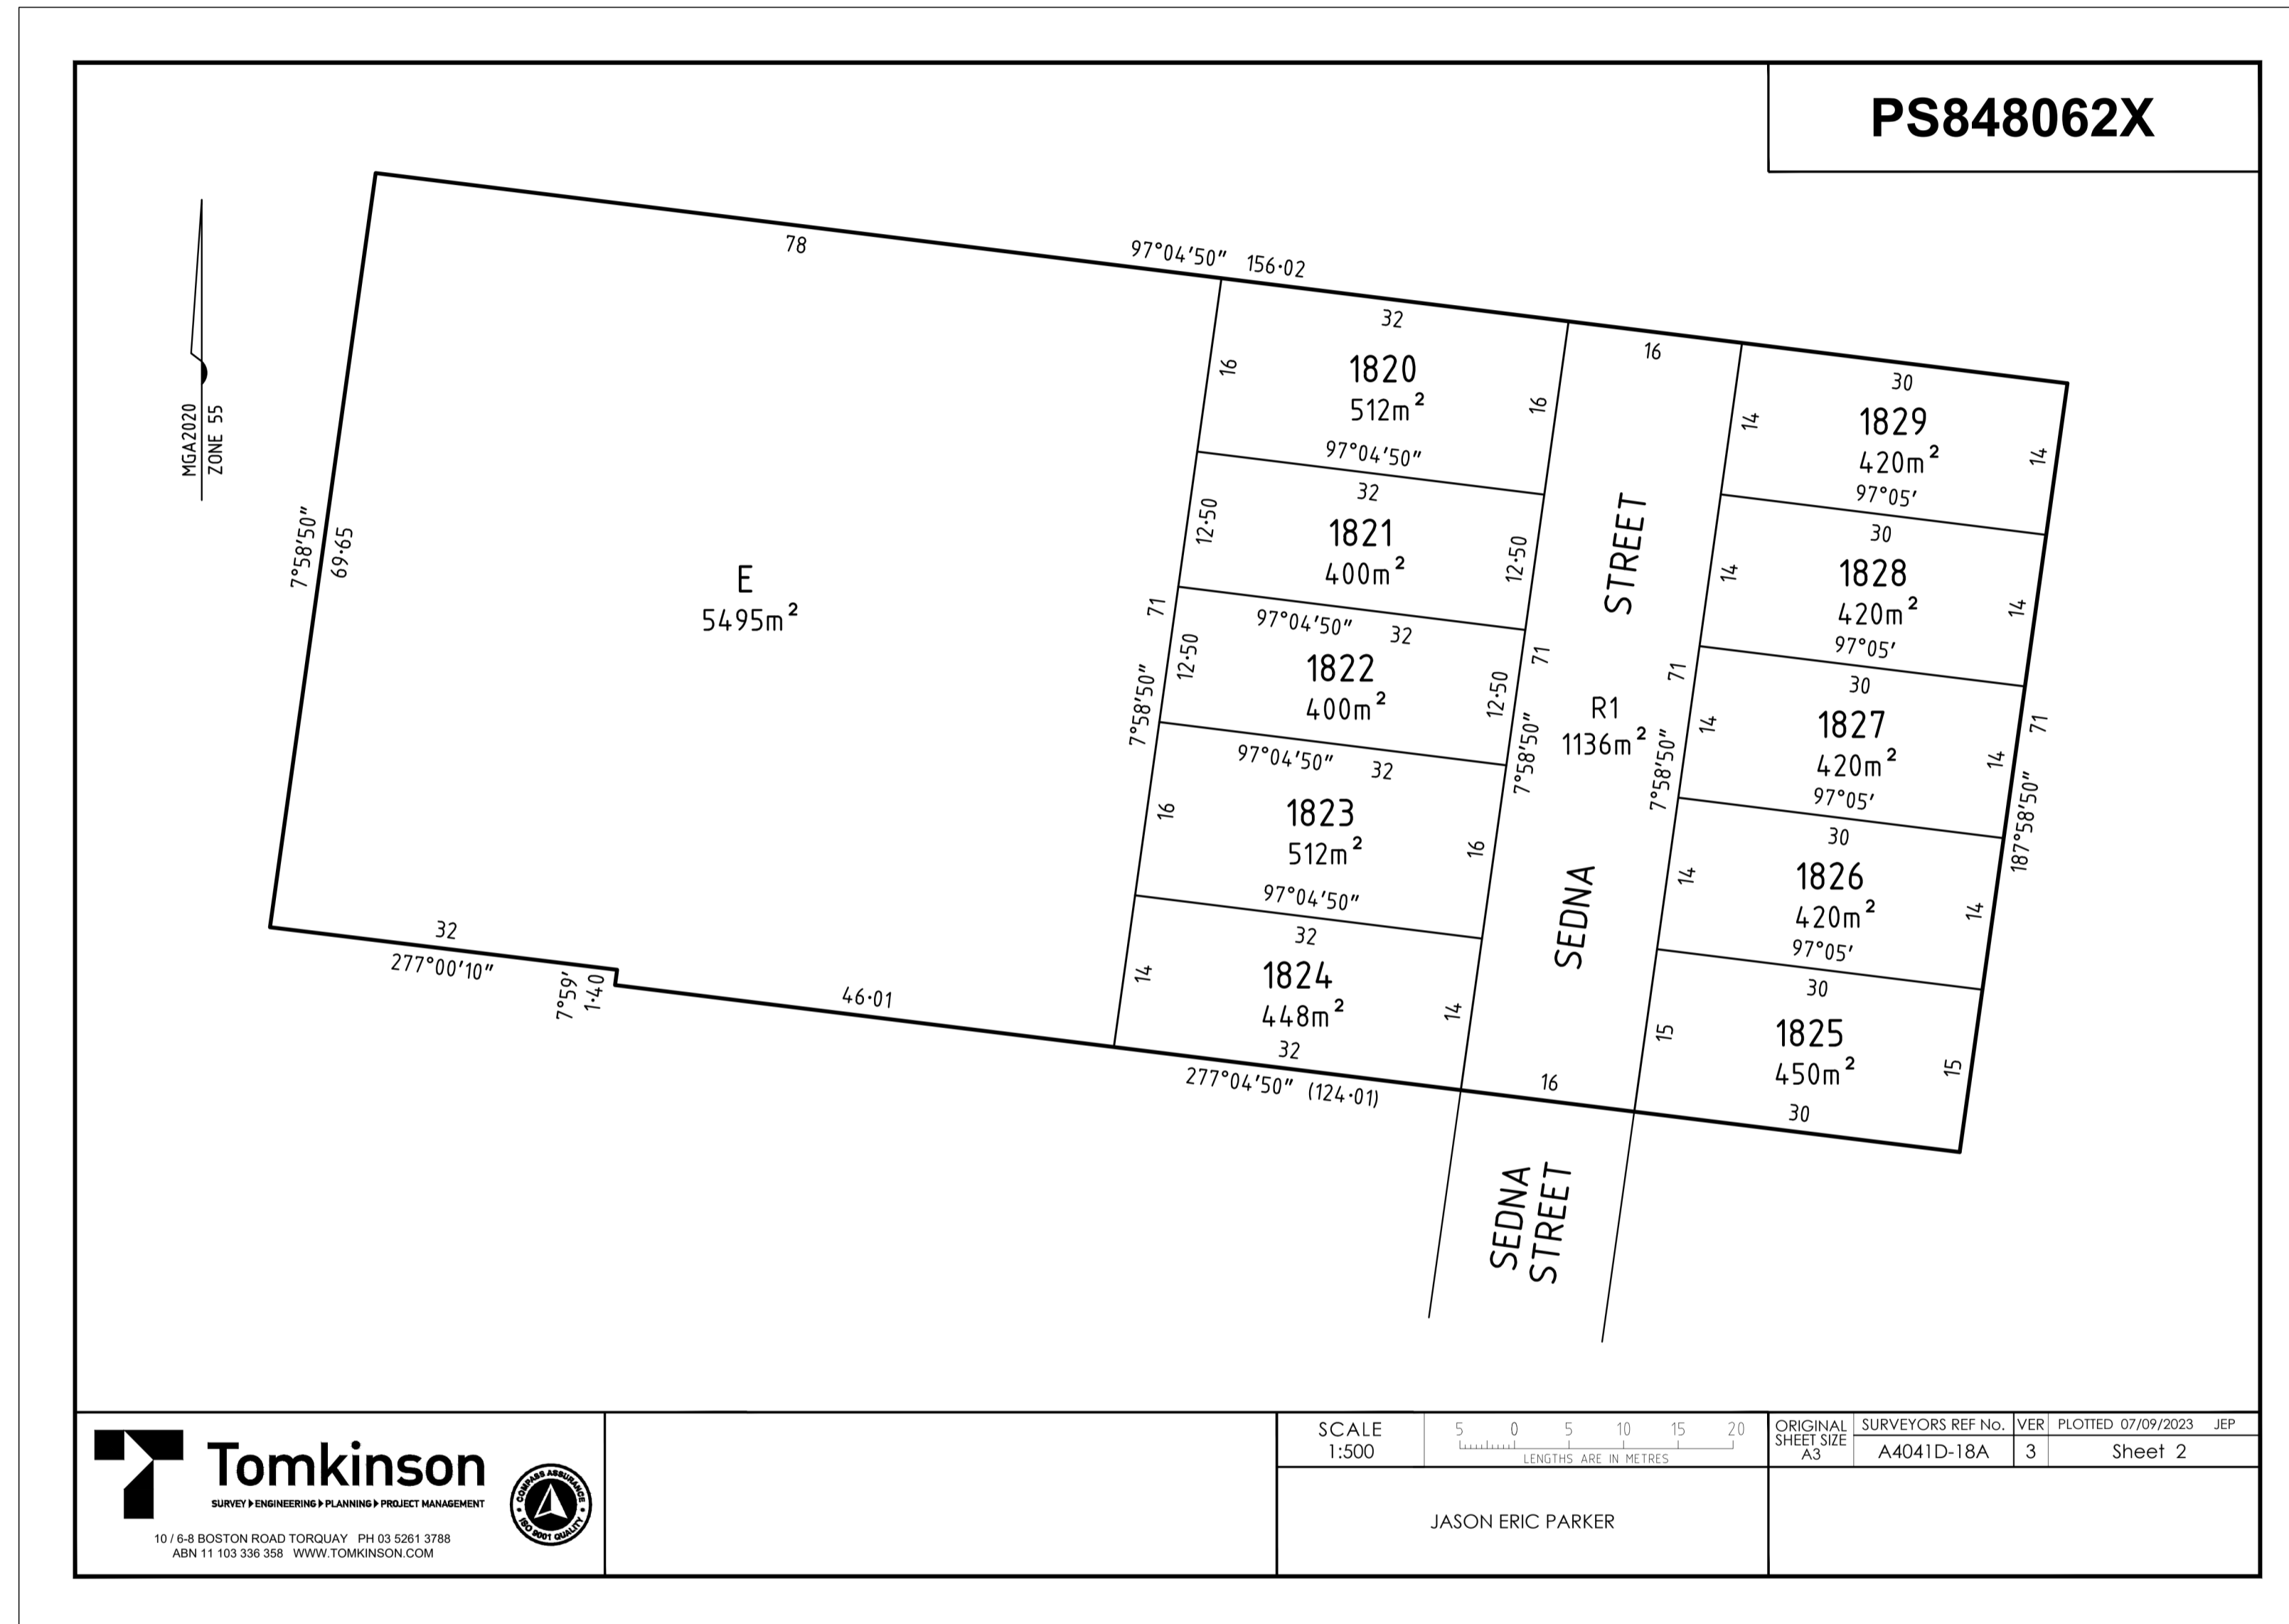 PS848062X
MGA2020
ZONE 55
78
97°04'50" 156·02
7°58'50"
69·65
E
5495m²
32
277°00'10"
7°59'
1·40
46·01
71
7°58'50"
32
16
1820
512m²
16
97°04'50"
32
12·50
1821
400m²
12·50
97°04'50" 32
12·50
1822
400m²
12·50
97°04'50" 32
16
1823
512m²
16
97°04'50"
32
14
1824
448m²
14
32
277°04'50" (124·01)
16
STREET
71
7°58'50"
R1
1136m²
71
7°58'50"
SEDNA
16
SEDNA
STREET
30
14
1829
420m²
14
97°05'
30
14
1828
420m²
14
97°05'
30
14
1827
420m²
14
97°05'
30
14
1826
420m²
14
97°05'
30
15
1825
450m²
15
30
71
187°58'50"
Tomkinson
SURVEY ENGINEERING PLANNING PROJECT MANAGEMENT
10 / 6-8 BOSTON ROAD TORQUAY PH 03 5261 3788
ABN 11 103 336 358 WWW.TOMKINSON.COM
COMPASS ASSURANCE
ISO 9001 QUALITY
SCALE
1:500
5 0 5 10 15 20
LENGTHS ARE IN METRES
JASON ERIC PARKER
ORIGINAL
SHEET SIZE
A3
SURVEYORS REF No.
A4041D-18A
VER
3
PLOTTED 07/09/2023 JEP
Sheet 2